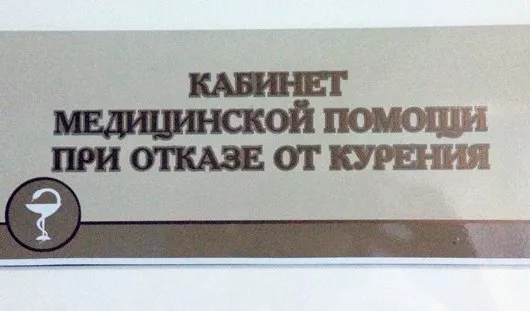 КАБИНЕТ
МЕДИЦИНСКОЙ ПОМОЩИ
ПРИ ОТКАЗЕ ОТ КУРЕНИЯ